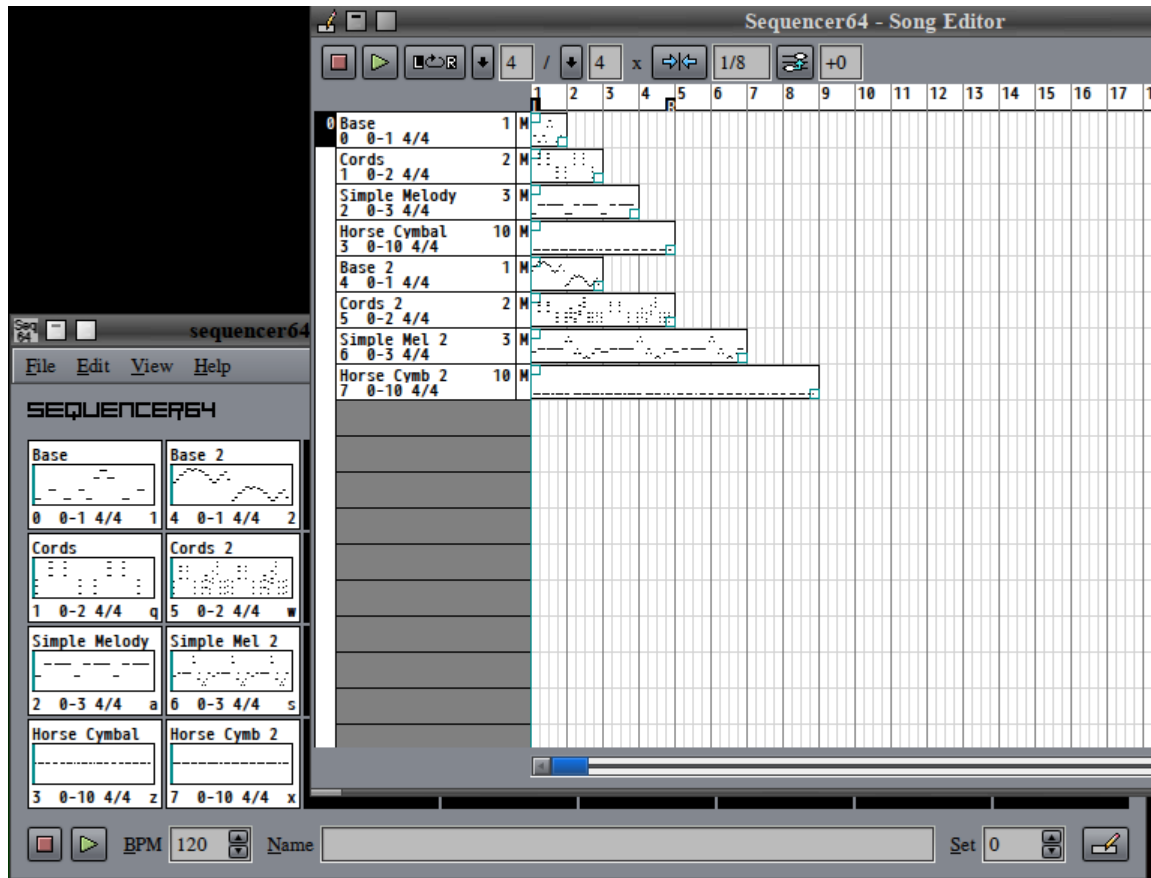 Sequencer64 - Song Editor
L R 4 / 4 x 1/8 +0
1 2 3 4 5 6 7 8 9 10 11 12 13 14 15 16 17
L R
0 Base 1 M
0 0-1 4/4
Cords 2 M
1 0-2 4/4
Simple Melody 3 M
2 0-3 4/4
Horse Cymbal 10 M
3 0-10 4/4
Base 2 1 M
4 0-1 4/4
Cords 2 2 M
5 0-2 4/4
Simple Mel 2 3 M
6 0-3 4/4
Horse Cymb 2 10 M
7 0-10 4/4
Seq 64 sequencer64
File Edit View Help
SEQUENCER64
Base Base 2
0 0-1 4/4 1 4 0-1 4/4 2
Cords Cords 2
1 0-2 4/4 q 5 0-2 4/4 w
Simple Melody Simple Mel 2
2 0-3 4/4 a 6 0-3 4/4 s
Horse Cymbal Horse Cymb 2
3 0-10 4/4 z 7 0-10 4/4 x
BPM 120 Name Set 0